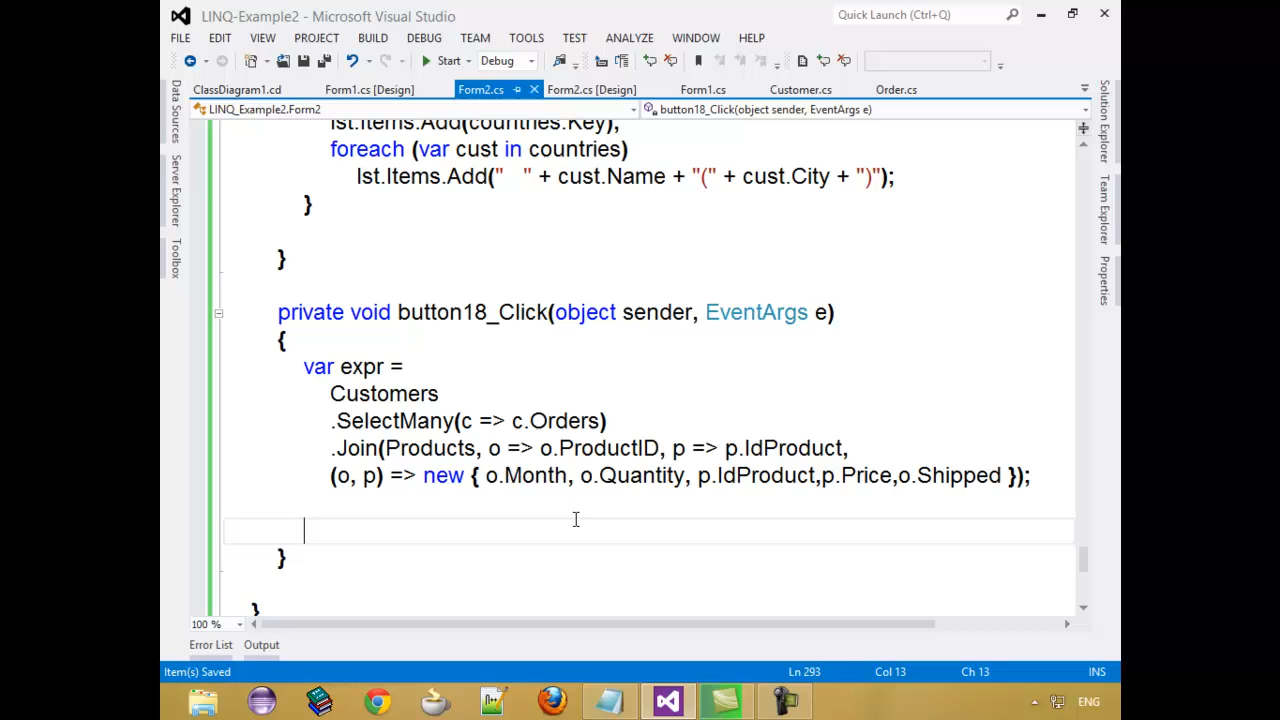 LINQ-Example2 - Microsoft Visual Studio
Quick Launch (Ctrl+Q)
FILE EDIT VIEW PROJECT BUILD DEBUG TEAM TOOLS TEST ANALYZE WINDOW HELP
Start Debug
ClassDiagram1.cd Form1.cs [Design] Form2.cs Form2.cs [Design] Form1.cs Customer.cs Order.cs
LINQ_Example2.Form2 button18_Click(object sender, EventArgs e)
Data Sources
Server Explorer
Toolbox
lst.Items.Add(countries.Key);
foreach (var cust in countries)
lst.Items.Add("   " + cust.Name + "(" + cust.City + ")");
}
}
private void button18_Click(object sender, EventArgs e)
{
var expr =
Customers
.SelectMany(c => c.Orders)
.Join(Products, o => o.ProductID, p => p.IdProduct,
(o, p) => new { o.Month, o.Quantity, p.IdProduct,p.Price,o.Shipped });
}
}
Solution Explorer
Team Explorer
Properties
100 %
Error List Output
Item(s) Saved Ln 293 Col 13 Ch 13 INS
ENG